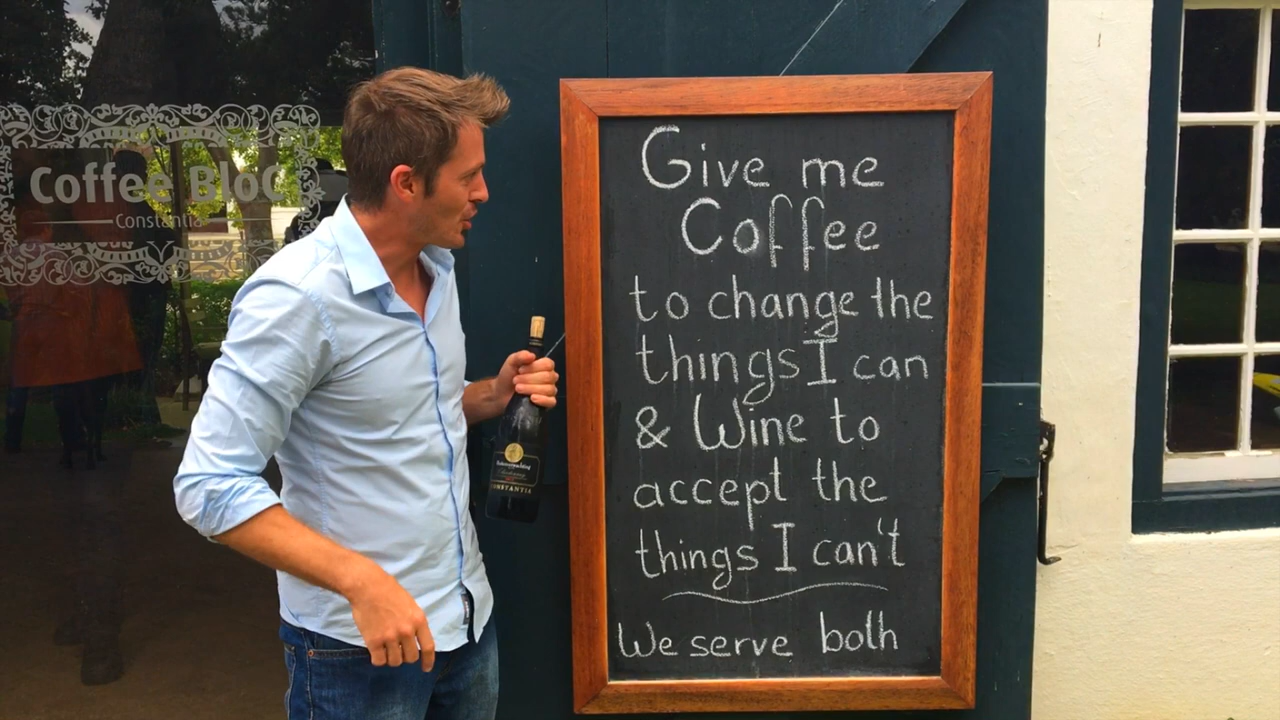 Coffee BloC
Constantia
CONSTANTIA
Give me
Coffee
to change the
things I can
& Wine to
accept the
things I can't
We serve both